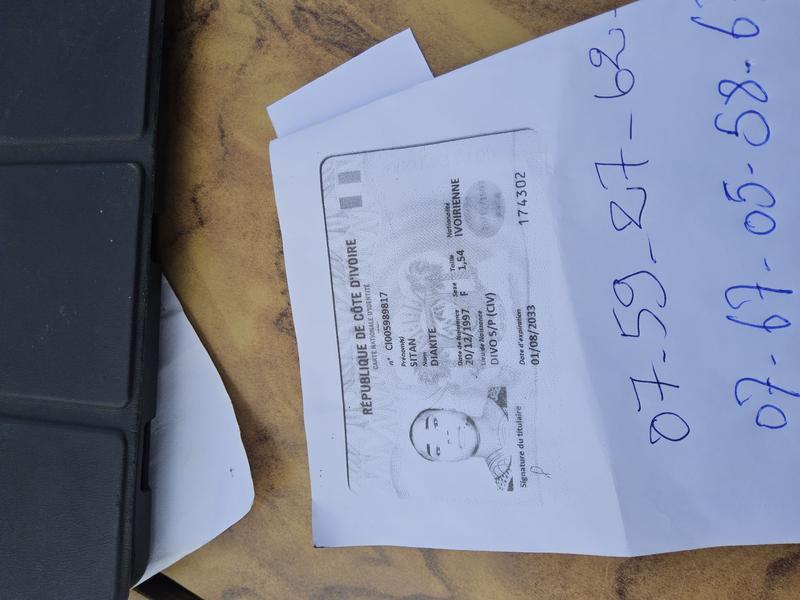 RÉPUBLIQUE DE CÔTE D'IVOIRE
CARTE NATIONALE D'IDENTITÉ
n° CI005989817
Prénom(s)
SITAN
Nom
DIAKITE
Date de Naissance Sexe Taille Nationalité
20/12/1997 F 1,54 IVOIRIENNE
Lieu de Naissance
DIVO S/P (CIV)
Date d'expiration
01/08/2033
174302
Signature du titulaire
07-59-27-62-
07-67-05-58-6